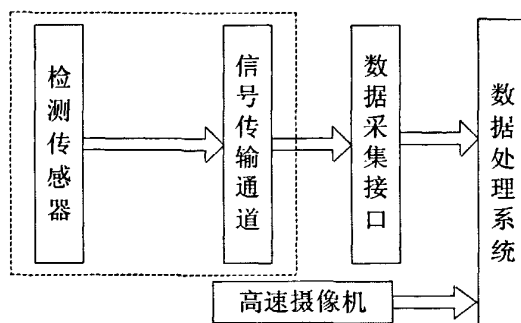 检测传感器
信号传输通道
数据采集接口
数据处理系统
高速摄像机